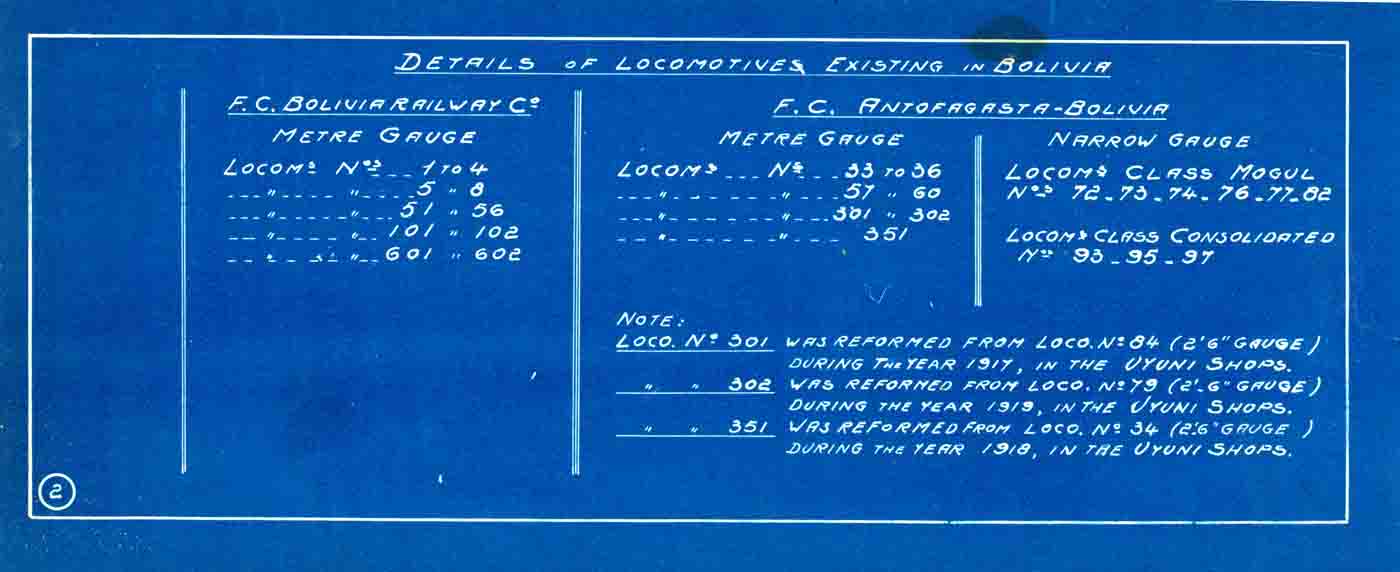 DETAILS OF LOCOMOTIVES EXISTING IN BOLIVIA
F.C. BOLIVIA RAILWAY Cº
METRE GAUGE
LOCOMS Nos 1 TO 4
" " 5 " 8
" " 51 " 56
" " 101 " 102
" " 601 " 602
F.C. ANTOFAGASTA-BOLIVIA
METRE GAUGE
LOCOMS Nº 33 TO 36
" " 57 " 60
" " 301 " 302
" " 351
NARROW GAUGE
LOCOMS CLASS MOGUL
Nos 72-73-74-76-77-82
LOCOMS CLASS CONSOLIDATED
Nos 93-95-97
NOTE:
LOCO. Nº 301 WAS REFORMED FROM LOCO. Nº 84 (2'6" GAUGE)
DURING THE YEAR 1917, IN THE UYUNI SHOPS.
" " 302 WAS REFORMED FROM LOCO. Nº 79 (2'-6" GAUGE)
DURING THE YEAR 1919, IN THE UYUNI SHOPS.
" " 351 WAS REFORMED FROM LOCO. Nº 34 (2'6" GAUGE)
DURING THE YEAR 1918, IN THE UYUNI SHOPS.
2